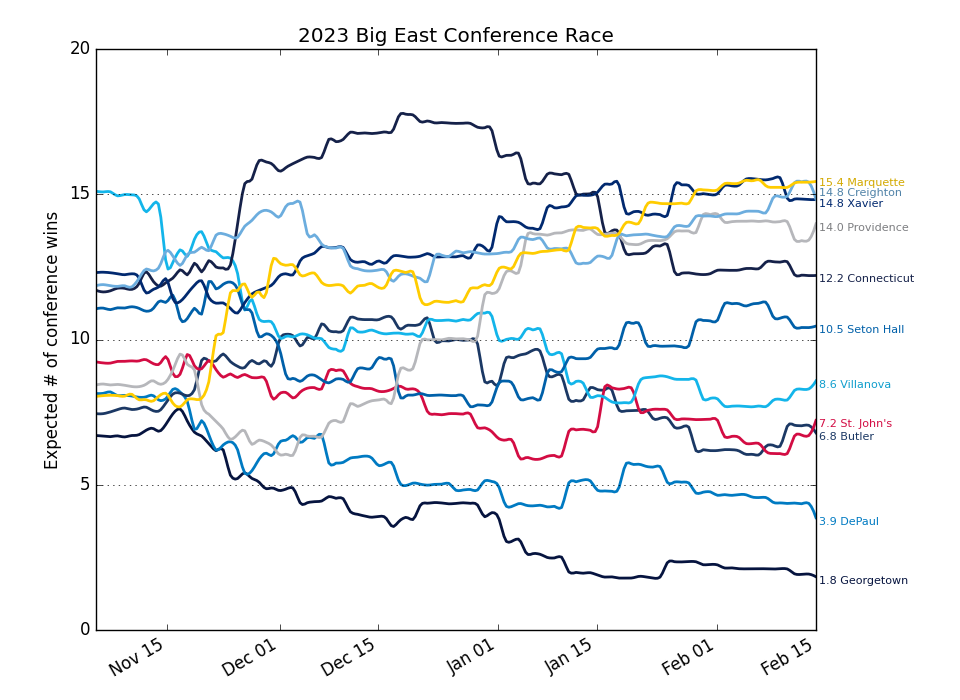 2023 Big East Conference Race
Expected # of conference wins
20
15
10
5
0
15.4 Marquette
14.8 Creighton
14.8 Xavier
14.0 Providence
12.2 Connecticut
10.5 Seton Hall
8.6 Villanova
7.2 St. John's
6.8 Butler
3.9 DePaul
1.8 Georgetown
Nov 15
Dec 01
Dec 15
Jan 01
Jan 15
Feb 01
Feb 15